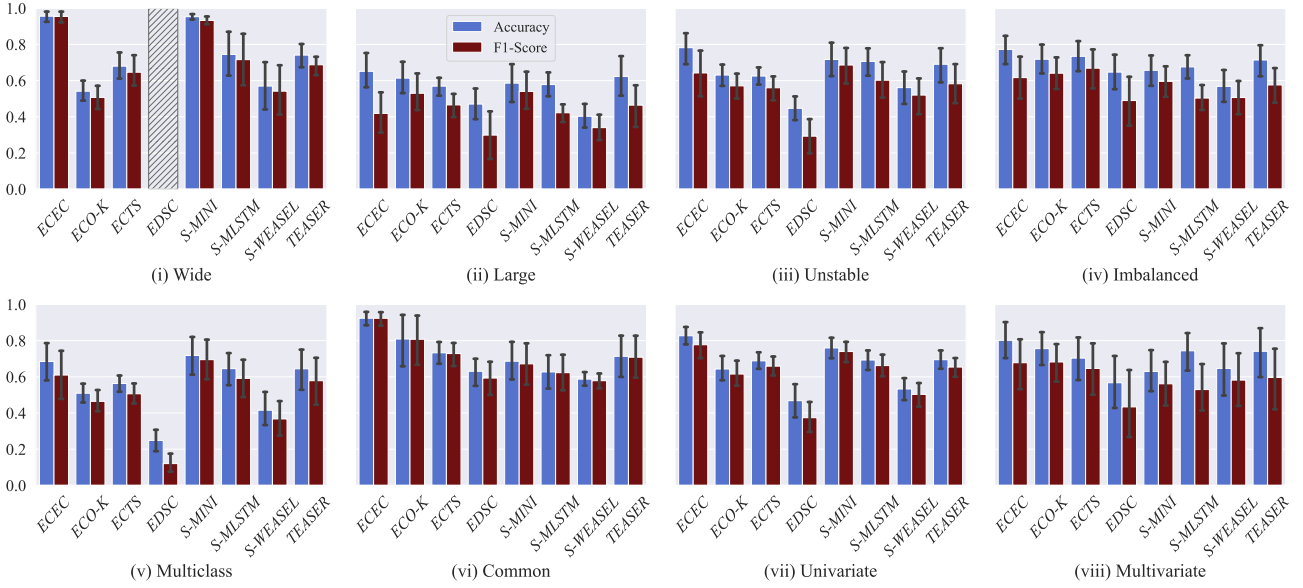 1.0
0.8
0.6
0.4
0.2
0.0
Accuracy
F1-Score
ECEC ECO-K ECTS EDSC S-MINI S-MLSTM S-WEASEL TEASER
ECEC ECO-K ECTS EDSC S-MINI S-MLSTM S-WEASEL TEASER
ECEC ECO-K ECTS EDSC S-MINI S-MLSTM S-WEASEL TEASER
ECEC ECO-K ECTS EDSC S-MINI S-MLSTM S-WEASEL TEASER
(i) Wide
(ii) Large
(iii) Unstable
(iv) Imbalanced
1.0
0.8
0.6
0.4
0.2
0.0
ECEC ECO-K ECTS EDSC S-MINI S-MLSTM S-WEASEL TEASER
ECEC ECO-K ECTS EDSC S-MINI S-MLSTM S-WEASEL TEASER
ECEC ECO-K ECTS EDSC S-MINI S-MLSTM S-WEASEL TEASER
ECEC ECO-K ECTS EDSC S-MINI S-MLSTM S-WEASEL TEASER
(v) Multiclass
(vi) Common
(vii) Univariate
(viii) Multivariate